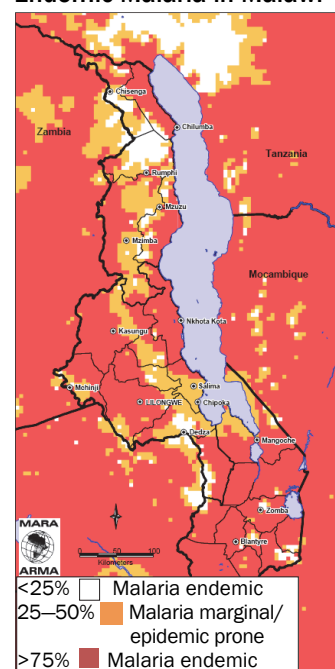 Endemic Malaria in Malawi
Chisenga
Zambia
Chilumba
Tanzania
Rumphi
Mzuzu
Mzimba
Mocambique
Nkhota Kota
Kasungu
Mchinji
Salima
LILONGWE
Chipoka
Dedza
Mangoche
Zomba
Blantyre
MARA
ARMA
0 50 100
Kilometers
<25% Malaria endemic
25—50% Malaria marginal/
epidemic prone
>75% Malaria endemic